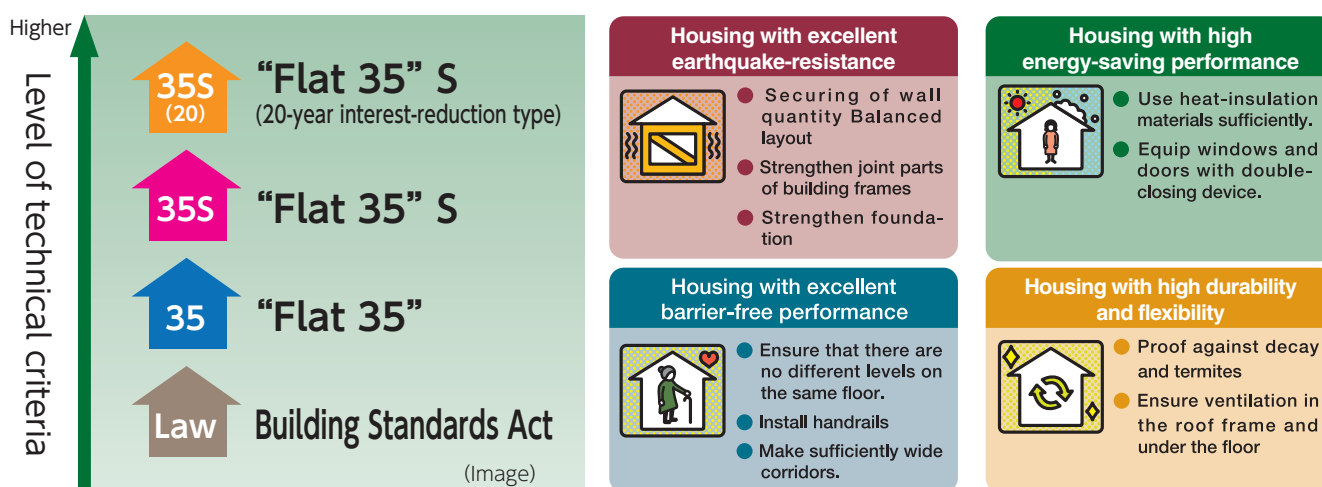 Higher
Level of technical criteria
35S
(20)
“Flat 35” S
(20-year interest-reduction type)
35S
“Flat 35” S
35
“Flat 35”
Law
Building Standards Act
(Image)
Housing with excellent
earthquake-resistance
Securing of wall
quantity Balanced
layout
Strengthen joint parts
of building frames
Strengthen founda-
tion
Housing with high
energy-saving performance
Use heat-insulation
materials sufficiently.
Equip windows and
doors with double-
closing device.
Housing with excellent
barrier-free performance
Ensure that there are
no different levels on
the same floor.
Install handrails
Make sufficiently wide
corridors.
Housing with high durability
and flexibility
Proof against decay
and termites
Ensure ventilation in
the roof frame and
under the floor